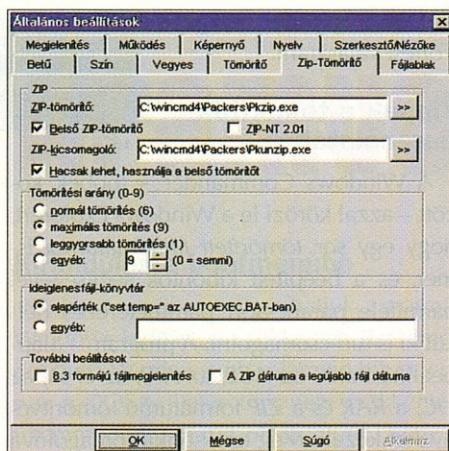 Általános beállítások
Megjelenítés Működés Képernyő Nyelv Szerkesztő/Nézőke
Betű Szín Vegyes Tömörítő Zip-Tömörítő Fájlablak
ZIP
ZIP-tömörítő: C:\wincmd4\Packers\Pkzip.exe >>
Belső ZIP-tömörítő ZIP-NT 2.01
ZIP-kicsomagoló: C:\wincmd4\Packers\Pkunzip.exe >>
Hacsak lehet, használja a belső tömörítőt
Tömörítési arány (0-9)
normál tömörítés (6)
maximális tömörítés (9)
leggyorsabb tömörítés (1)
egyéb: 9 (0 = semmi)
Ideiglenesfájl-könyvtár
alapérték ("set temp=" az AUTOEXEC.BAT-ban)
egyéb:
További beállítások
8.3 formájú fájlmegjelenítés A ZIP dátuma a legújabb fájl dátuma
OK Mégse Súgó Alkalmaz